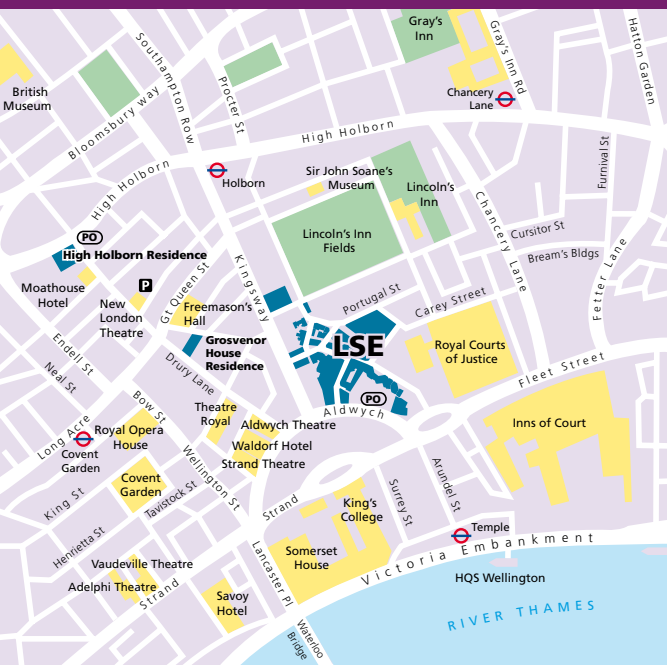 Gray's
Inn
Gray's Inn Rd
Hatton Garden
Southampton Row
Procter St
British
Museum
Bloomsbury way
Chancery
Lane
High Holborn
Furnival St
High Holborn
Holborn
Sir John Soane's
Museum
Lincoln's
Inn
Chancery Lane
Cursitor St
Bream's Bldgs
Fetter Lane
Lincoln's Inn
Fields
PO
High Holborn Residence
Kingsway
P
Moathouse
Hotel
New
London
Theatre
Gt Queen St
Freemason's
Hall
Portugal St
Carey Street
Grosvenor
House
Residence
LSE
Royal Courts
of Justice
Endell St
Neal St
Drury Lane
Fleet Street
PO
Aldwych
Bow St
Theatre
Royal
Aldwych Theatre
Waldorf Hotel
Strand Theatre
Inns of Court
Long Acre
Royal Opera
House
Covent
Garden
Covent
Garden
Wellington St
Tavistock St
King St
Henrietta St
Strand
King's
College
Surrey St
Arundel St
Temple
Victoria Embankment
Somerset
House
Lancaster Pl
Vaudeville Theatre
Adelphi Theatre
Strand
Savoy
Hotel
HQS Wellington
RIVER THAMES
Waterloo
Bridge